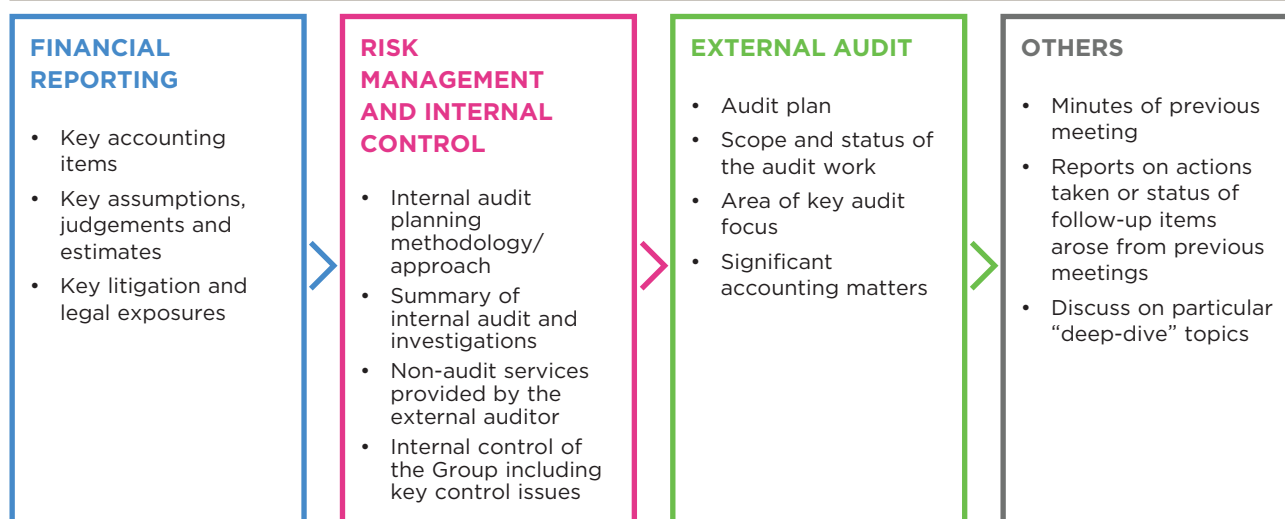 FINANCIAL
REPORTING
• Key accounting
items
• Key assumptions,
judgements and
estimates
• Key litigation and
legal exposures
RISK
MANAGEMENT
AND INTERNAL
CONTROL
• Internal audit
planning
methodology/
approach
• Summary of
internal audit and
investigations
• Non-audit services
provided by the
external auditor
• Internal control of
the Group including
key control issues
EXTERNAL AUDIT
• Audit plan
• Scope and status of
the audit work
• Area of key audit
focus
• Significant
accounting matters
OTHERS
• Minutes of previous
meeting
• Reports on actions
taken or status of
follow-up items
arose from previous
meetings
• Discuss on particular
“deep-dive” topics